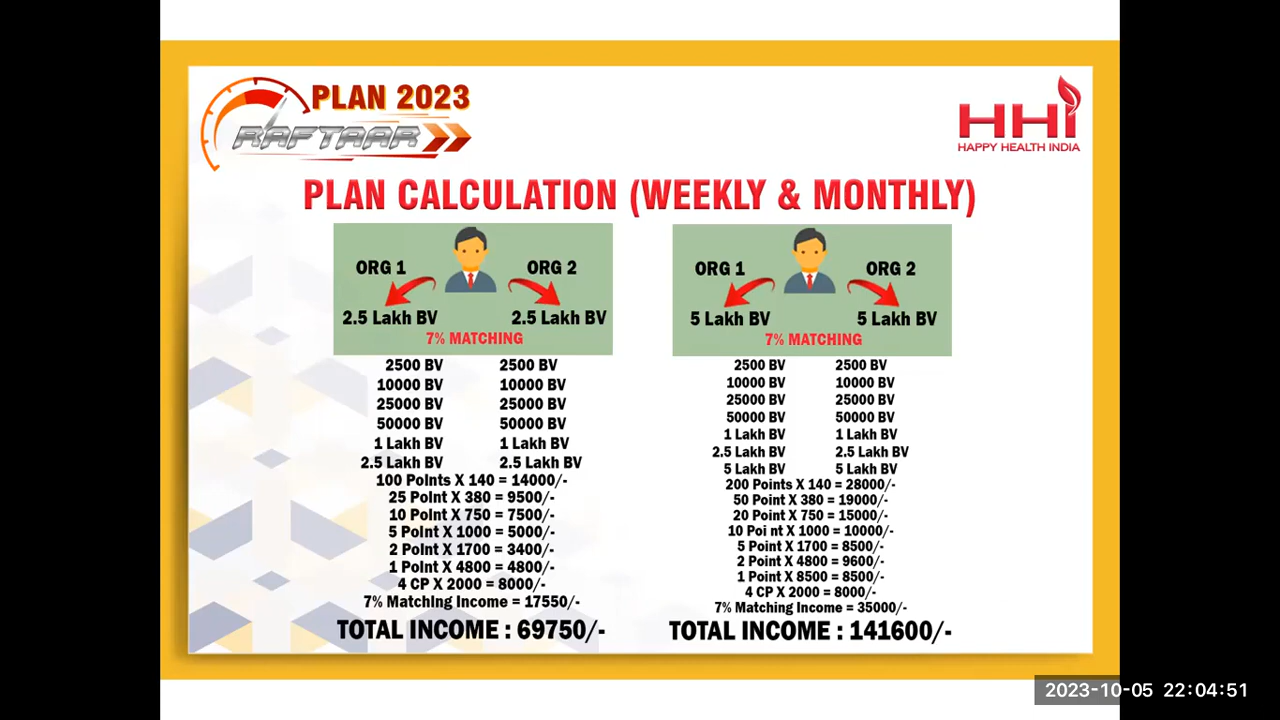 PLAN 2023
RAFTAAR
HHI
HAPPY HEALTH INDIA
PLAN CALCULATION (WEEKLY & MONTHLY)
ORG 1 ORG 2
2.5 Lakh BV 2.5 Lakh BV
7% MATCHING
2500 BV 2500 BV
10000 BV 10000 BV
25000 BV 25000 BV
50000 BV 50000 BV
1 Lakh BV 1 Lakh BV
2.5 Lakh BV 2.5 Lakh BV
100 Points X 140 = 14000/-
25 Point X 380 = 9500/-
10 Point X 750 = 7500/-
5 Point X 1000 = 5000/-
2 Point X 1700 = 3400/-
1 Point X 4800 = 4800/-
4 CP X 2000 = 8000/-
7% Matching Income = 17550/-
TOTAL INCOME : 69750/-
ORG 1 ORG 2
5 Lakh BV 5 Lakh BV
7% MATCHING
2500 BV 2500 BV
10000 BV 10000 BV
25000 BV 25000 BV
50000 BV 50000 BV
1 Lakh BV 1 Lakh BV
2.5 Lakh BV 2.5 Lakh BV
5 Lakh BV 5 Lakh BV
200 Points X 140 = 28000/-
50 Point X 380 = 19000/-
20 Point X 750 = 15000/-
10 Poi nt X 1000 = 10000/-
5 Point X 1700 = 8500/-
2 Point X 4800 = 9600/-
1 Point X 8500 = 8500/-
4 CP X 2000 = 8000/-
7% Matching Income = 35000/-
TOTAL INCOME : 141600/-
2023-10-05 22:04:51